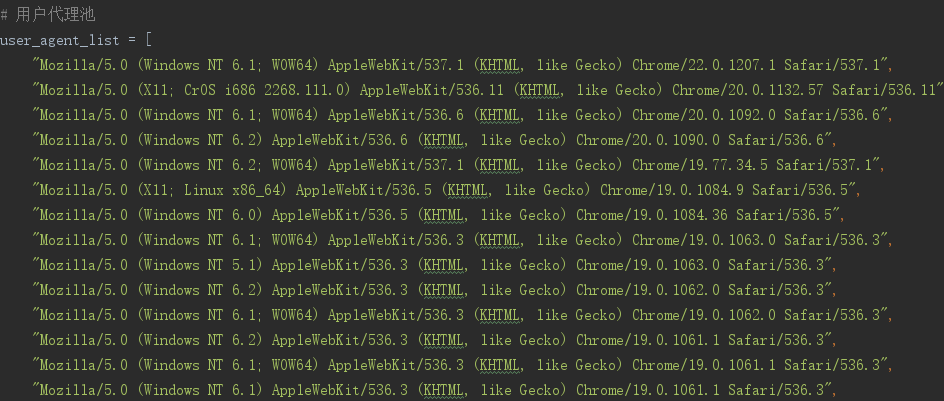 # 用户代理池
user_agent_list = [
"Mozilla/5.0 (Windows NT 6.1; WOW64) AppleWebKit/537.1 (KHTML, like Gecko) Chrome/22.0.1207.1 Safari/537.1",
"Mozilla/5.0 (X11; CrOS i686 2268.111.0) AppleWebKit/536.11 (KHTML, like Gecko) Chrome/20.0.1132.57 Safari/536.11"
"Mozilla/5.0 (Windows NT 6.1; WOW64) AppleWebKit/536.6 (KHTML, like Gecko) Chrome/20.0.1092.0 Safari/536.6",
"Mozilla/5.0 (Windows NT 6.2) AppleWebKit/536.6 (KHTML, like Gecko) Chrome/20.0.1090.0 Safari/536.6",
"Mozilla/5.0 (Windows NT 6.2; WOW64) AppleWebKit/537.1 (KHTML, like Gecko) Chrome/19.77.34.5 Safari/537.1",
"Mozilla/5.0 (X11; Linux x86_64) AppleWebKit/536.5 (KHTML, like Gecko) Chrome/19.0.1084.9 Safari/536.5",
"Mozilla/5.0 (Windows NT 6.0) AppleWebKit/536.5 (KHTML, like Gecko) Chrome/19.0.1084.36 Safari/536.5",
"Mozilla/5.0 (Windows NT 6.1; WOW64) AppleWebKit/536.3 (KHTML, like Gecko) Chrome/19.0.1063.0 Safari/536.3",
"Mozilla/5.0 (Windows NT 5.1) AppleWebKit/536.3 (KHTML, like Gecko) Chrome/19.0.1063.0 Safari/536.3",
"Mozilla/5.0 (Windows NT 6.2) AppleWebKit/536.3 (KHTML, like Gecko) Chrome/19.0.1062.0 Safari/536.3",
"Mozilla/5.0 (Windows NT 6.1; WOW64) AppleWebKit/536.3 (KHTML, like Gecko) Chrome/19.0.1062.0 Safari/536.3",
"Mozilla/5.0 (Windows NT 6.2) AppleWebKit/536.3 (KHTML, like Gecko) Chrome/19.0.1061.1 Safari/536.3",
"Mozilla/5.0 (Windows NT 6.1; WOW64) AppleWebKit/536.3 (KHTML, like Gecko) Chrome/19.0.1061.1 Safari/536.3",
"Mozilla/5.0 (Windows NT 6.1) AppleWebKit/536.3 (KHTML, like Gecko) Chrome/19.0.1061.1 Safari/536.3",